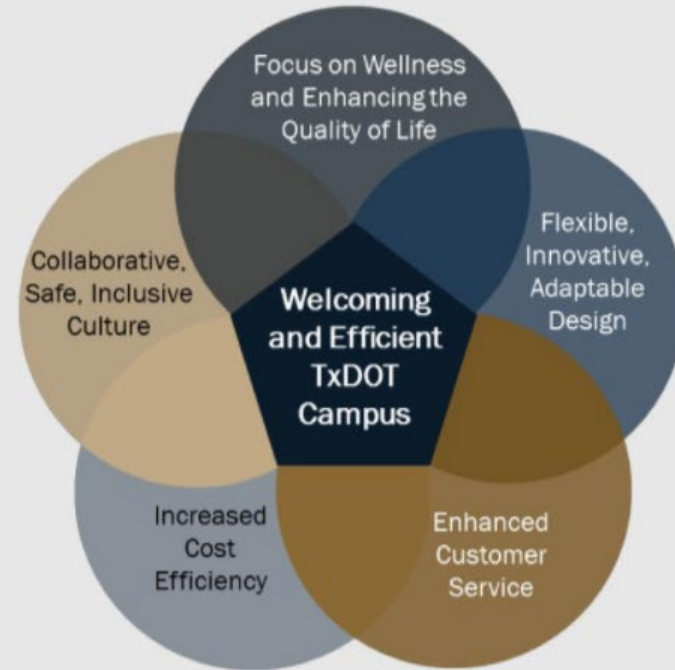 Focus on Wellness
and Enhancing the
Quality of Life
Flexible,
Innovative,
Adaptable
Design
Collaborative,
Safe, Inclusive
Culture
Welcoming
and Efficient
TxDOT
Campus
Increased
Cost
Efficiency
Enhanced
Customer
Service